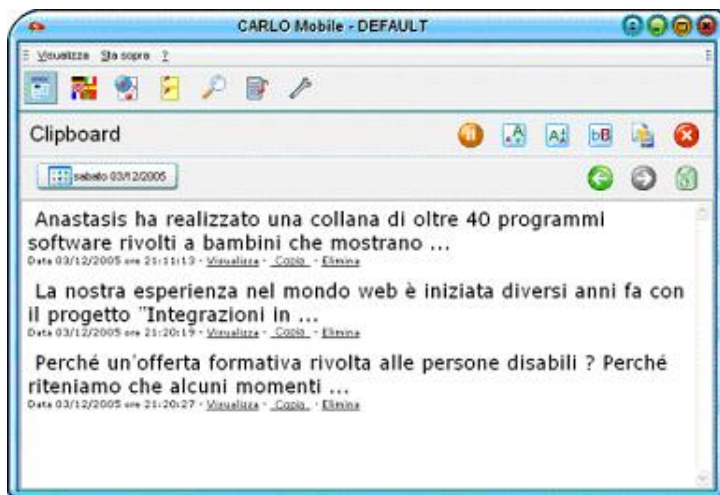 CARLO Mobile - DEFAULT
Visualizza Sta sopra ?
Clipboard
sabato 03/12/2005
Anastasis ha realizzato una collana di oltre 40 programmi
software rivolti a bambini che mostrano ...
Data 03/12/2005 ore 21:11:13 - Visualizza - Copia - Elimina
La nostra esperienza nel mondo web è iniziata diversi anni fa con
il progetto "Integrazioni in ...
Data 03/12/2005 ore 21:20:19 - Visualizza - Copia - Elimina
Perché un'offerta formativa rivolta alle persone disabili ? Perché
riteniamo che alcuni momenti ...
Data 03/12/2005 ore 21:20:27 - Visualizza - Copia - Elimina